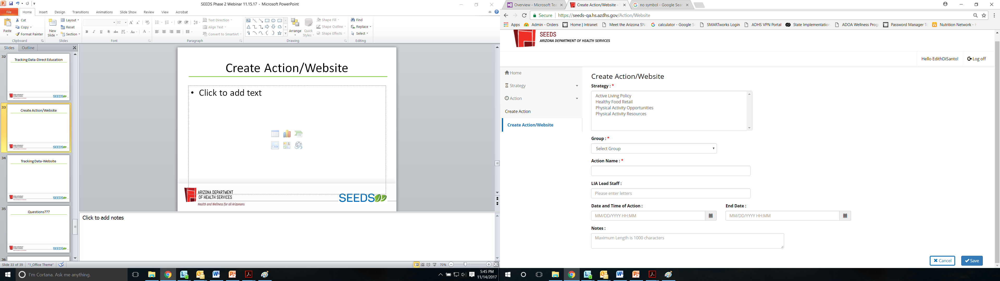 SEEDS Phase 2 Webinar 11.15.17 - Microsoft PowerPoint
File Home Insert Design Transitions Animations Slide Show Review View Acrobat
Paste
Cut
Copy
Format Painter
Clipboard
New Slide
Layout
Reset
Section
Slides
32
Font
Text Direction
Align Text
Convert to SmartArt
Paragraph
Arrange
Quick Styles
Shape Fill
Shape Outline
Shape Effects
Drawing
Find
Replace
Select
Editing
Slides Outline
32
Tracking Data-Direct Education
SEEDS
33
Create Action/Website
SEEDS
34
Tracking Data-Website
SEEDS
35
Questions???
SEEDS
36
Create Action/Website
• Click to add text
ARIZONA DEPARTMENT
OF HEALTH SERVICES
Health and Wellness for all Arizonans
SEEDS
Click to add notes
Slide 33 of 39 "1_Office Theme" 70%
I'm Cortana. Ask me anything.
5:45 PM
11/14/2017
Overview - Microsoft Tea Create Action/Website - no symbol - Google Sear
Secure https://seeds-qa.hs.azdhs.gov/Action/Website
Apps Admin - Orders Home | Intranet Meet the Arizona SN calculator - Google S SMARTworks Login ADHS VPN Portal State Implementation ADOA Wellness Prog Password Manager T Nutrition Network -
SEEDS
ARIZONA DEPARTMENT OF HEALTH SERVICES
Hello EdithDiSanto! Log off
Home
Strategy
Action
Create Action
Create Action/Website
Create Action/Website
Strategy : *
Active Living Policy
Healthy Food Retail
Physical Activity Opportunities
Physical Activity Resources
Group : *
Select Group
Action Name : *
LIA Lead Staff :
Please enter letters
Date and Time of Action : End Date :
MM/DD/YYYY HH:MM MM/DD/YYYY HH:MM
Notes :
Maximum Length is 1000 characters
Cancel Save